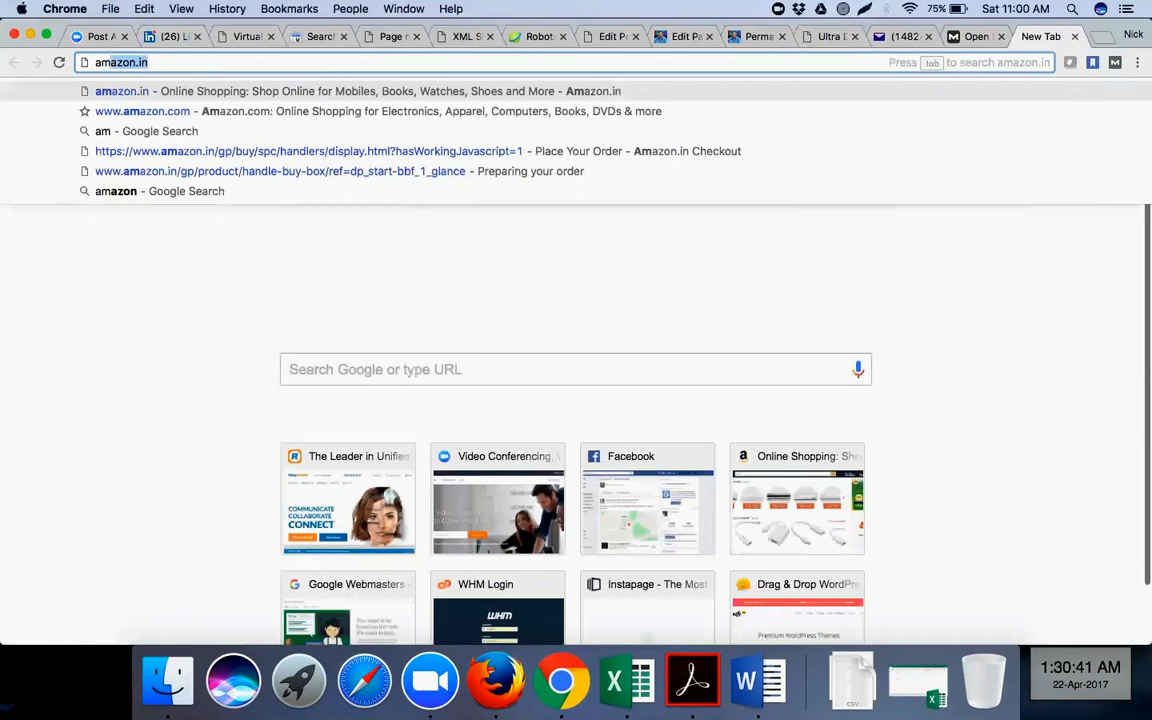 Chrome File Edit View History Bookmarks People Window Help 75% Sat 11:00 AM
Post A (26) Li Virtual Search Page n XML S Robot Edit Po Edit Pa Perma Ultra D (1482 Open New Tab Nick
amazon.in Press tab to search amazon.in
amazon.in - Online Shopping: Shop Online for Mobiles, Books, Watches, Shoes and More - Amazon.in
www.amazon.com - Amazon.com: Online Shopping for Electronics, Apparel, Computers, Books, DVDs & more
am - Google Search
https://www.amazon.in/gp/buy/spc/handlers/display.html?hasWorkingJavascript=1 - Place Your Order - Amazon.in Checkout
www.amazon.in/gp/product/handle-buy-box/ref=dp_start-bbf_1_glance - Preparing your order
amazon - Google Search
Search Google or type URL
The Leader in Unifie Video Conferencing, Facebook Online Shopping: Sho
COMMUNICATE
COLLABORATE
CONNECT
Google Webmasters WHM Login Instapage - The Most Drag & Drop WordPre
WHM
Premium WordPress Themes
CSV
1:30:41 AM
22-Apr-2017